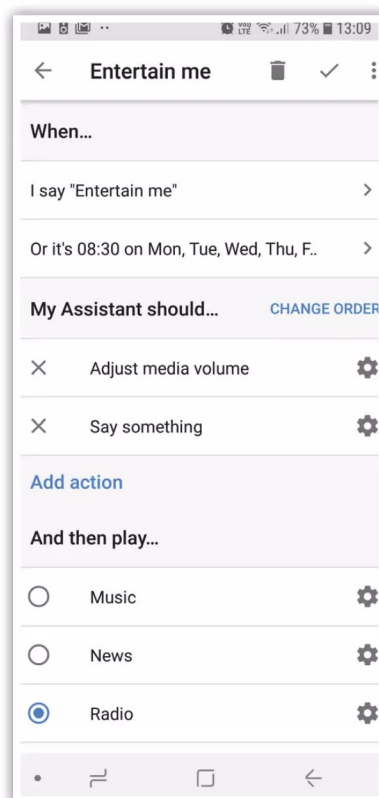 VoLTE 73% 13:09
Entertain me
When...
I say "Entertain me"
Or it's 08:30 on Mon, Tue, Wed, Thu, F..
My Assistant should... CHANGE ORDER
Adjust media volume
Say something
Add action
And then play...
Music
News
Radio